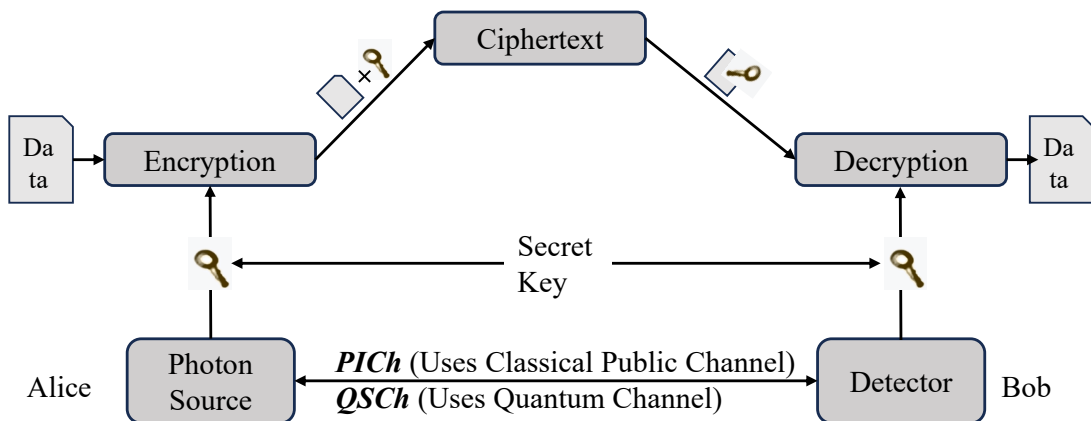 Ciphertext
+
Da
ta
Encryption
Decryption
Da
ta
Secret
Key
Alice
Photon
Source
PICh (Uses Classical Public Channel)
QSCh (Uses Quantum Channel)
Detector
Bob